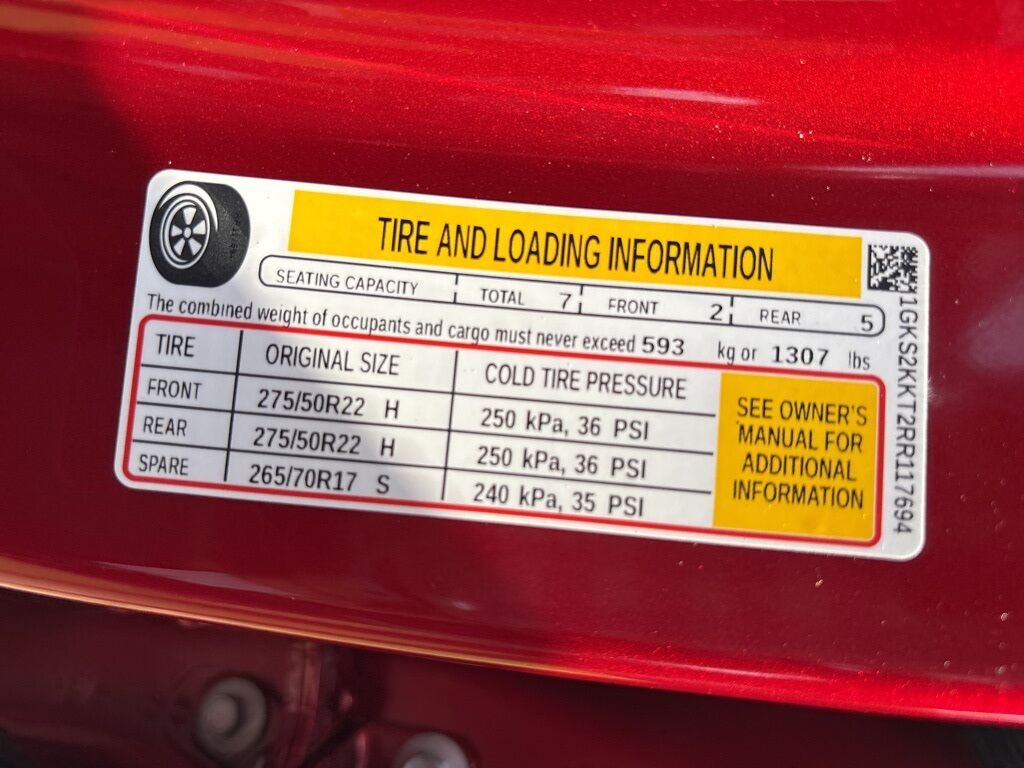 TIRE AND LOADING INFORMATION
SEATING CAPACITY TOTAL 7 FRONT 2 REAR 5
The combined weight of occupants and cargo must never exceed 593 kg or 1307 lbs
TIRE ORIGINAL SIZE COLD TIRE PRESSURE
FRONT 275/50R22 H 250 kPa, 36 PSI
REAR 275/50R22 H 250 kPa, 36 PSI
SPARE 265/70R17 S 240 kPa, 35 PSI
SEE OWNER'S
MANUAL FOR
ADDITIONAL
INFORMATION
1GKS2KKT2RR117694